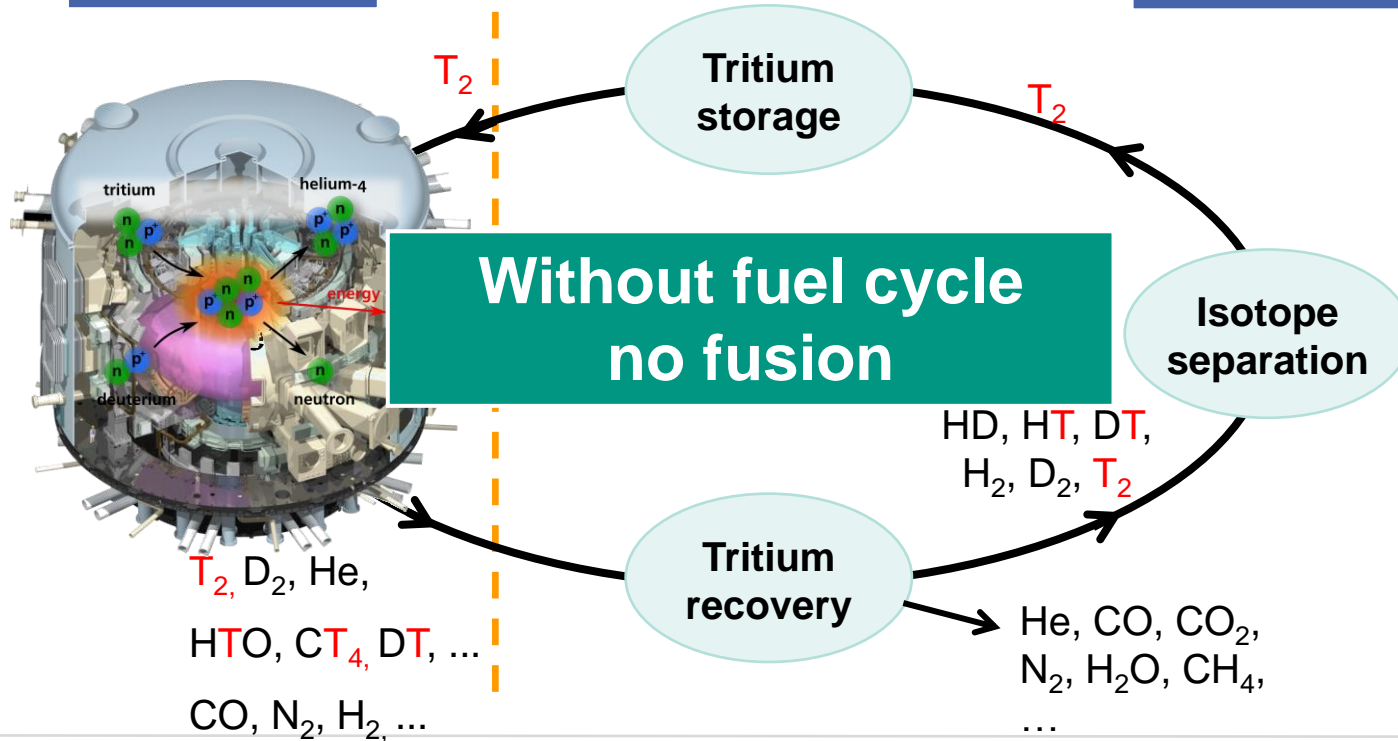 T₂
Tritium
storage
T₂
tritium
helium-4
n
p⁺
n
n
p⁺
p⁺
n
n
n
p⁺
p⁺
n
n
energy
n
p⁺
n
deuterium
neutron
Without fuel cycle
no fusion
Isotope
separation
HD, HT, DT,
H₂, D₂, T₂
Tritium
recovery
T₂, D₂, He,
HTO, CT₄, DT, ...
CO, N₂, H₂, ...
He, CO, CO₂,
N₂, H₂O, CH₄,
...